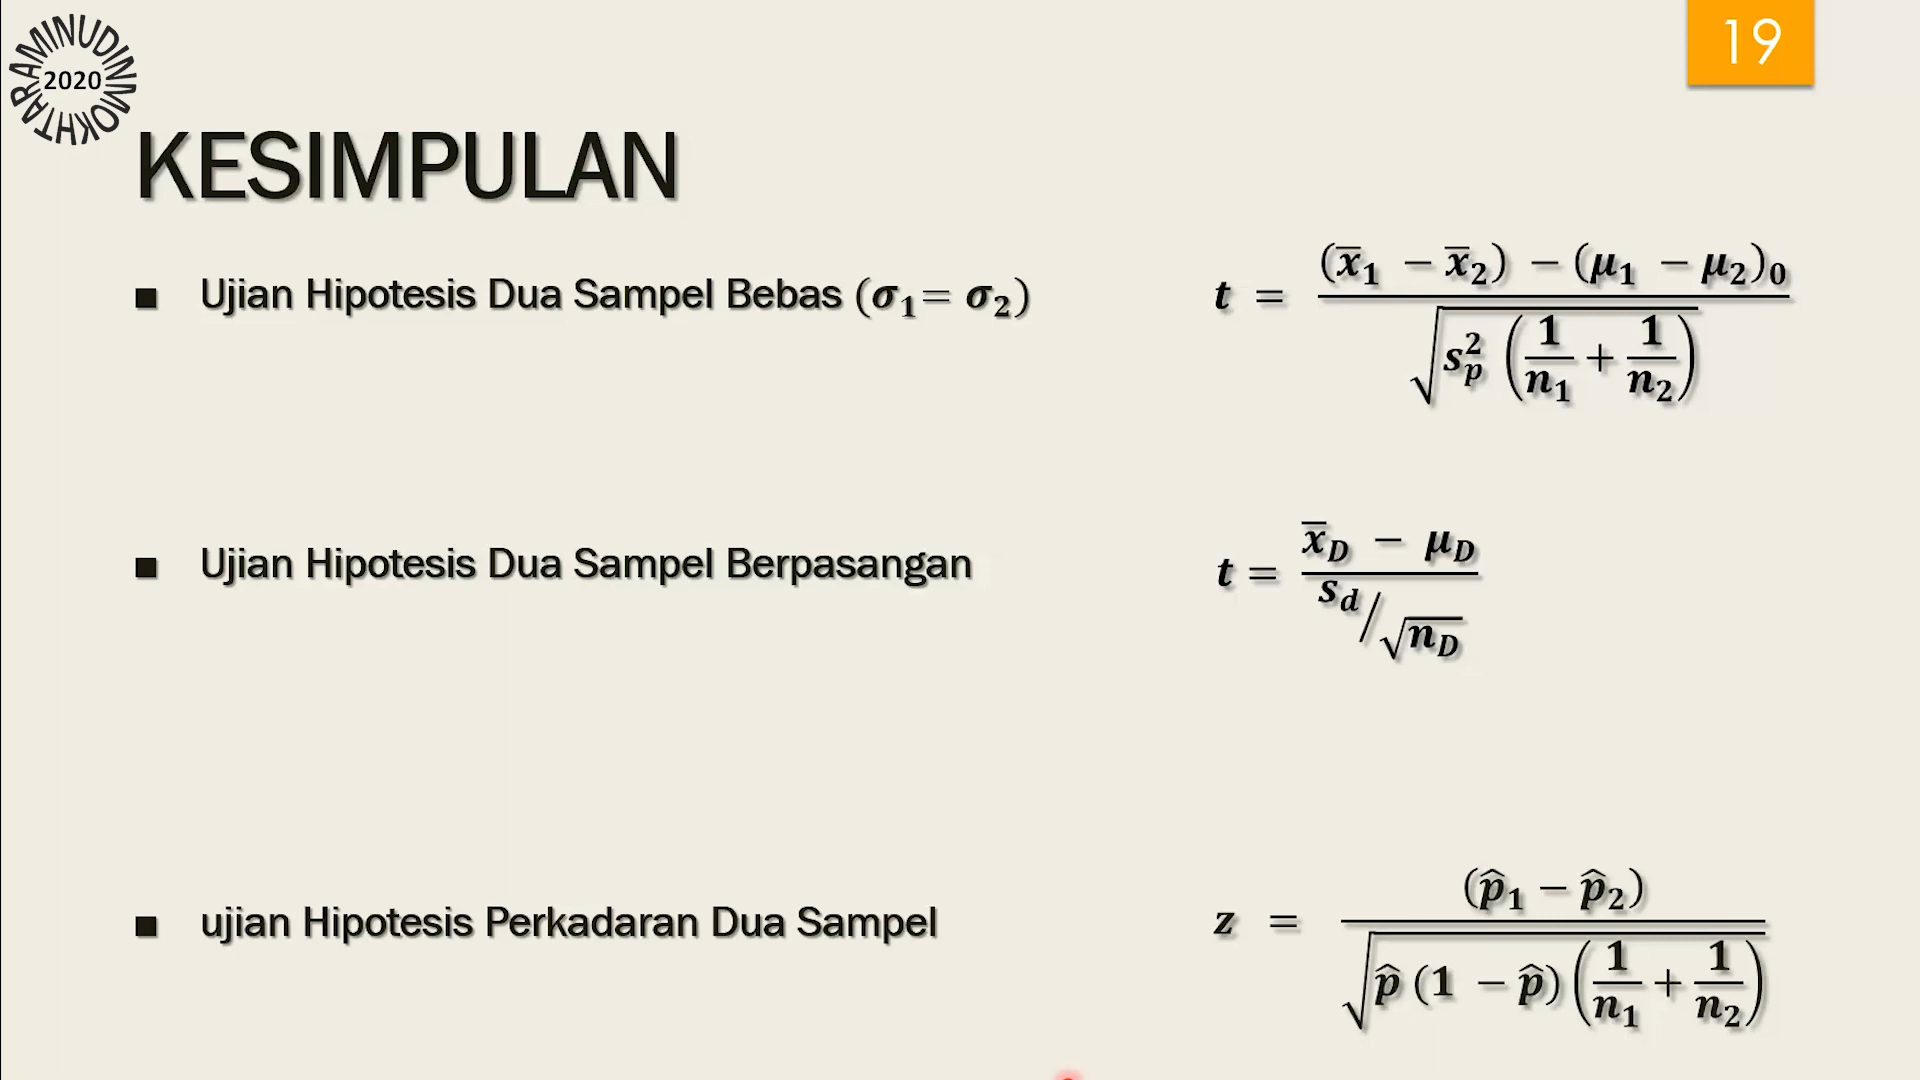 AMINUDIN MOKHTAR
2020
19
KESIMPULAN
■ Ujian Hipotesis Dua Sampel Bebas (σ₁= σ₂)
t = ((x̅₁ − x̅₂) − (μ₁ − μ₂)₀) / √(s²ₚ (1/n₁ + 1/n₂))
■ Ujian Hipotesis Dua Sampel Berpasangan
t = (x̅_D − μ_D) / (s_d/√n_D)
■ ujian Hipotesis Perkadaran Dua Sampel
z = (p̂₁ − p̂₂) / √(p̂ (1 − p̂) (1/n₁ + 1/n₂))